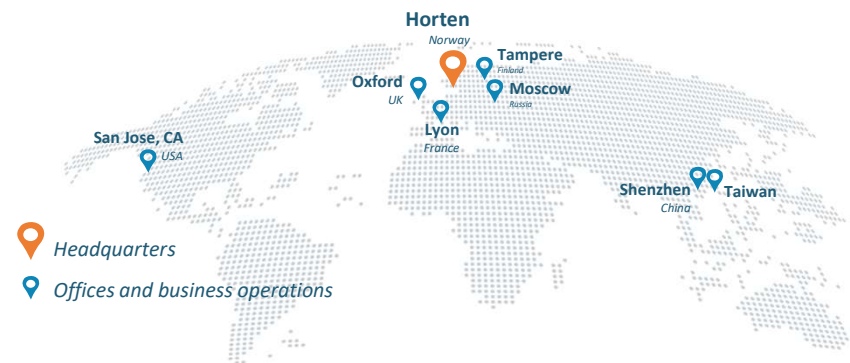 Horten
Norway
Tampere
Finland
Oxford
UK
Moscow
Russia
Lyon
France
San Jose, CA
USA
Shenzhen
China
Taiwan
Headquarters
Offices and business operations